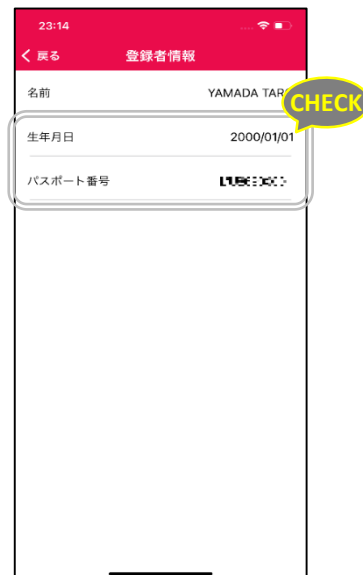 23:14
戻る 登録者情報
名前 YAMADA
CHECK
生年月日 2000/01/01
パスポート番号